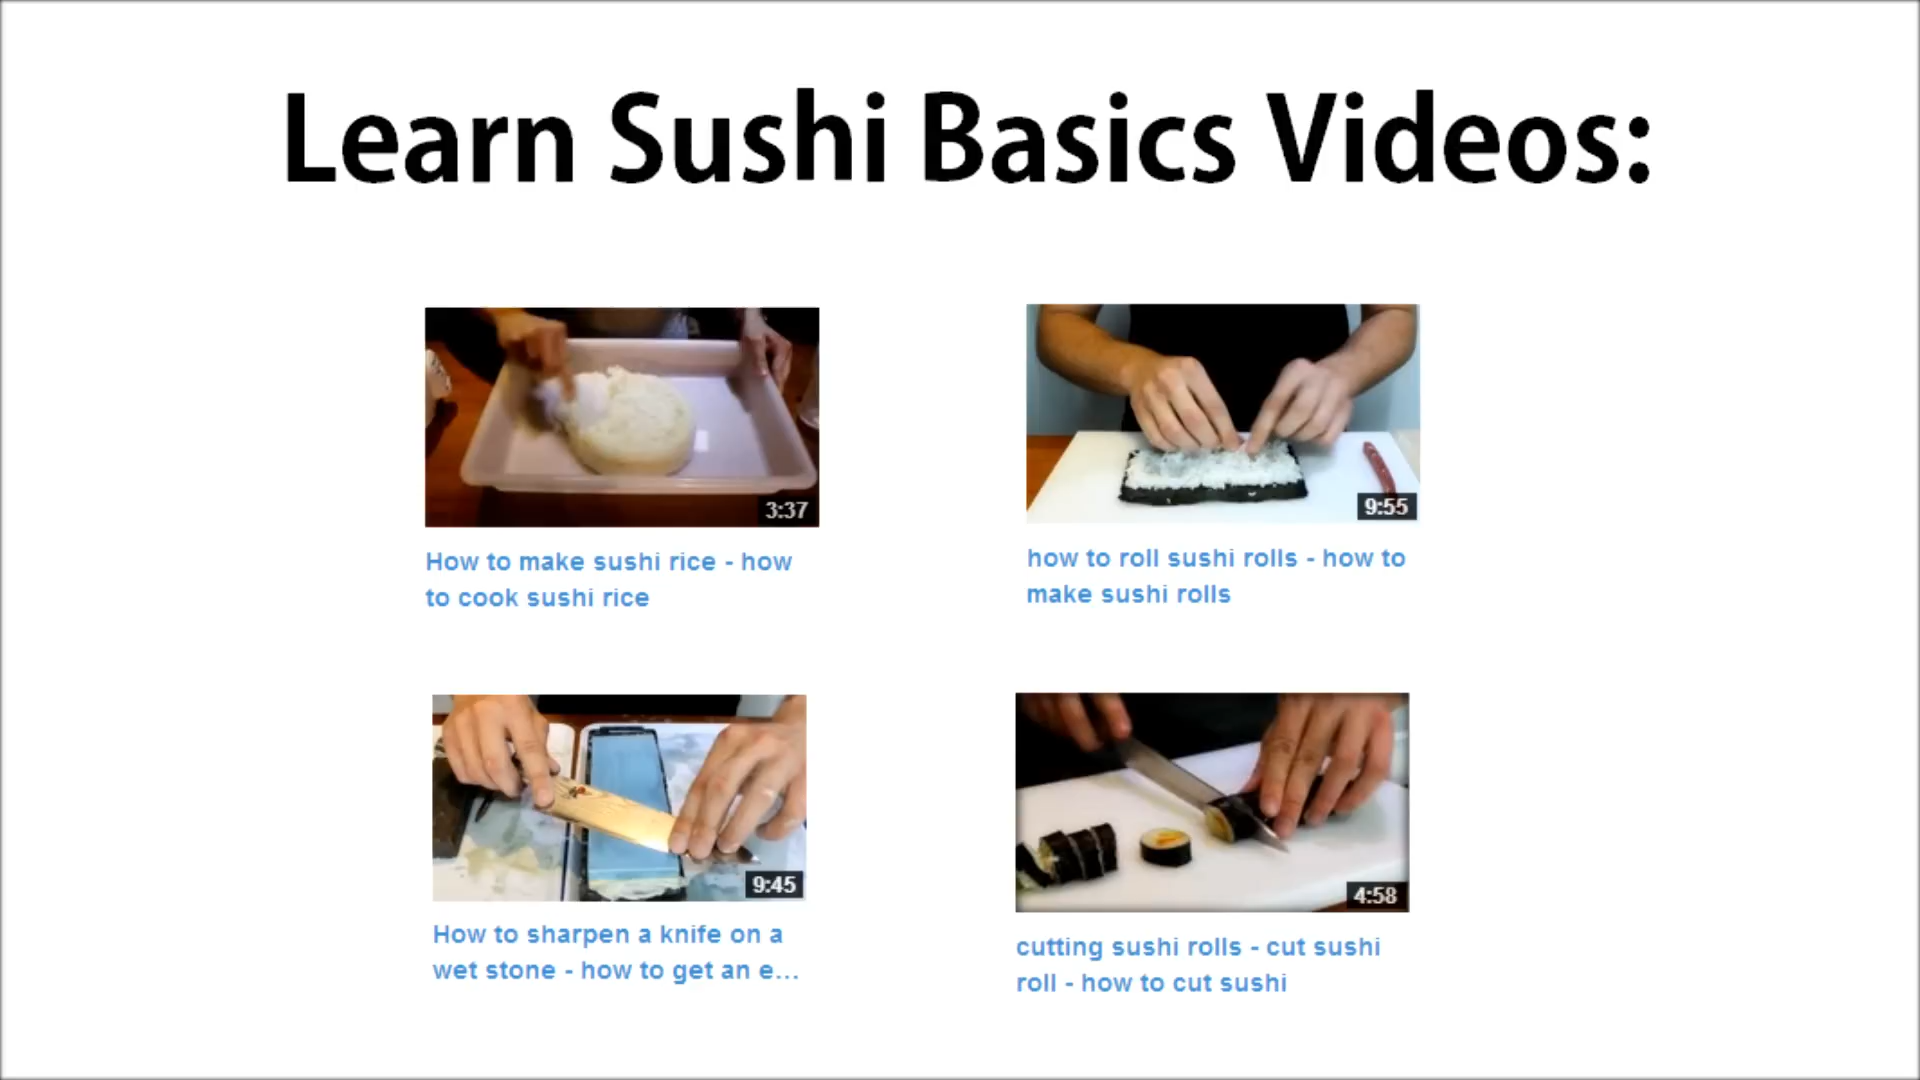 Learn Sushi Basics Videos:
3:37
How to make sushi rice - how
to cook sushi rice
9:55
how to roll sushi rolls - how to
make sushi rolls
9:45
How to sharpen a knife on a
wet stone - how to get an e...
4:58
cutting sushi rolls - cut sushi
roll - how to cut sushi